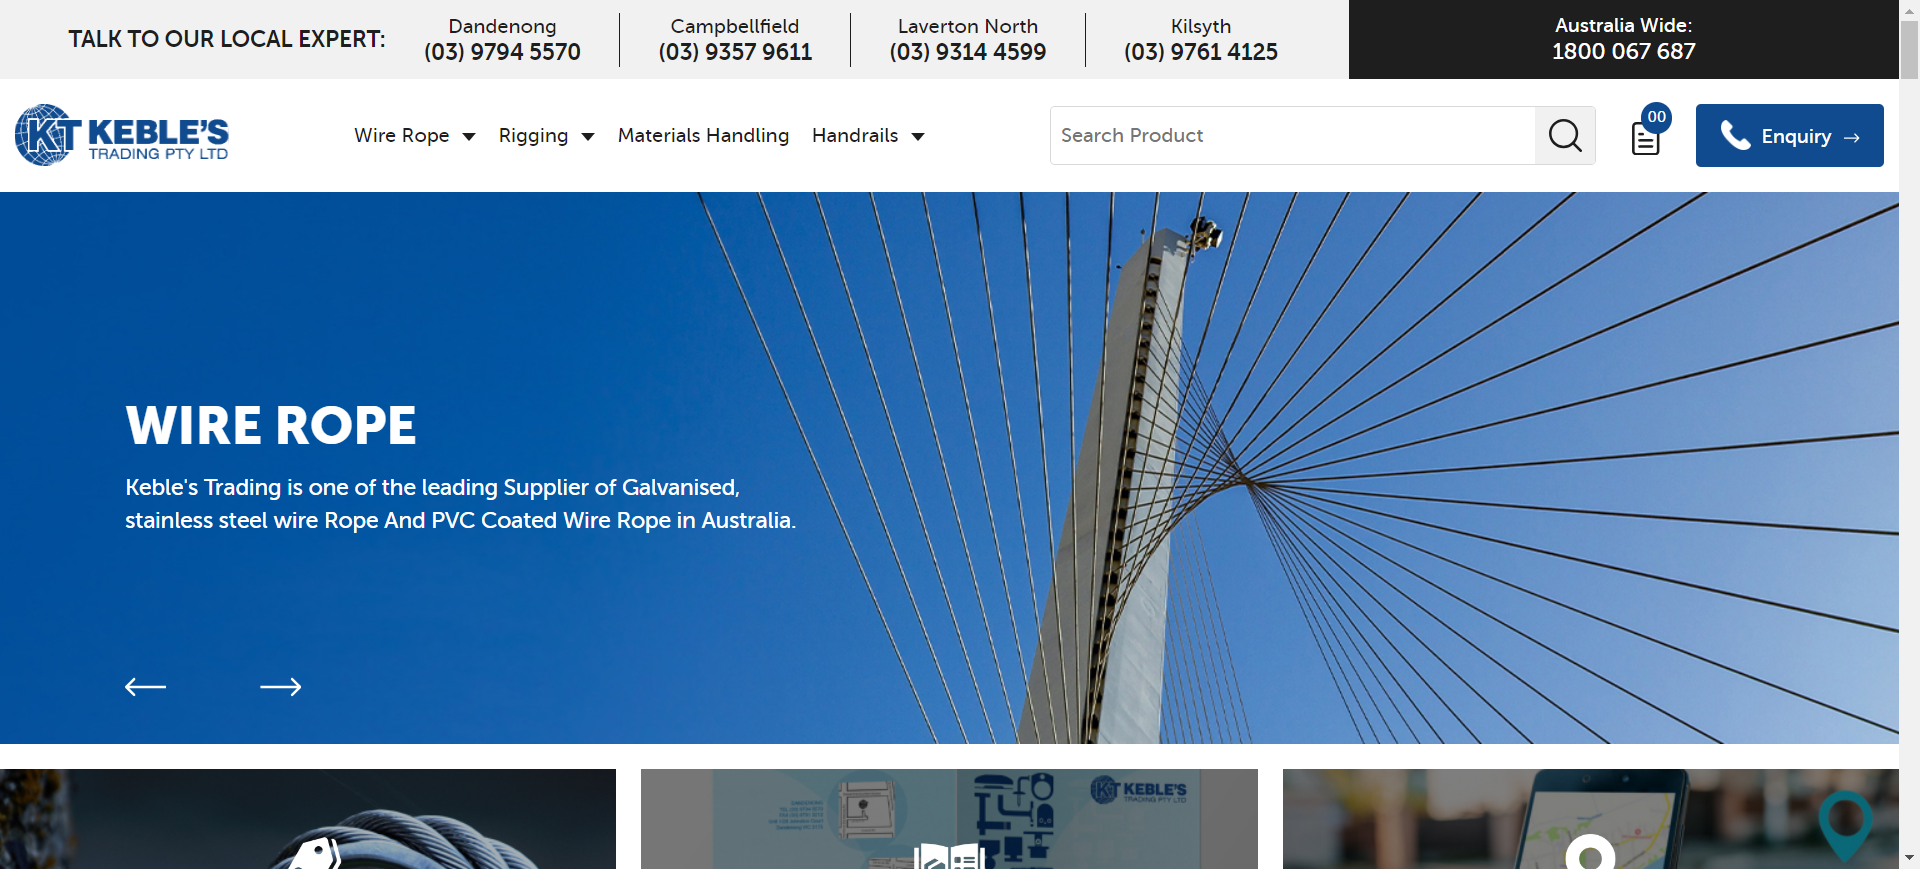 TALK TO OUR LOCAL EXPERT:
Dandenong
(03) 9794 5570
Campbellfield
(03) 9357 9611
Laverton North
(03) 9314 4599
Kilsyth
(03) 9761 4125
Australia Wide:
1800 067 687
KT KEBLE'S
TRADING PTY LTD
Wire Rope
Rigging
Materials Handling
Handrails
Search Product
00
Enquiry →
WIRE ROPE
Keble's Trading is one of the leading Supplier of Galvanised,
stainless steel wire Rope And PVC Coated Wire Rope in Australia.
KT KEBLE'S
TRADING PTY LTD